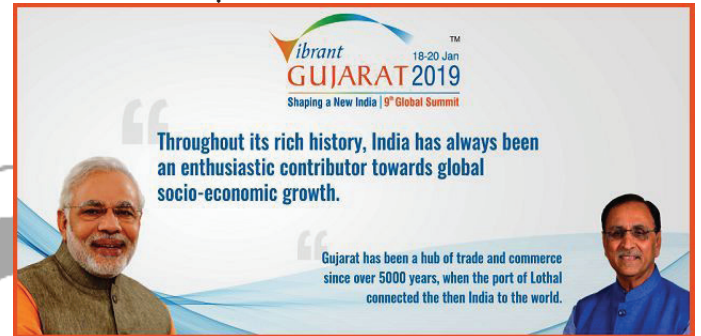 Vibrant
TM
18-20 Jan
GUJARAT 2019
Shaping a New India | 9th Global Summit
“
Throughout its rich history, India has always been
an enthusiastic contributor towards global
socio-economic growth.
“
Gujarat has been a hub of trade and commerce
since over 5000 years, when the port of Lothal
connected the then India to the world.